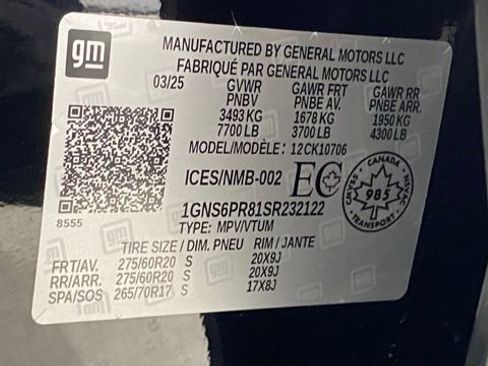 gm
MANUFACTURED BY GENERAL MOTORS LLC
FABRIQUÉ PAR GENERAL MOTORS LLC
03/25 GVWR GAWR FRT GAWR RR
PNBV PNBE AV. PNBE ARR.
3493 KG 1678 KG 1950 KG
7700 LB 3700 LB 4300 LB
MODEL/MODÈLE: 12CK10706
ICES/NMB-002 EC
CANADA
985
TRANSPORT
8555
1GNS6PR81SR232122
TYPE: MPV/VTUM
TIRE SIZE / DIM. PNEU RIM / JANTE
FRT/AV. 275/60R20 S 20X9J
RR/ARR. 275/60R20 S 20X9J
SPA/SOS 265/70R17 S 17X8J